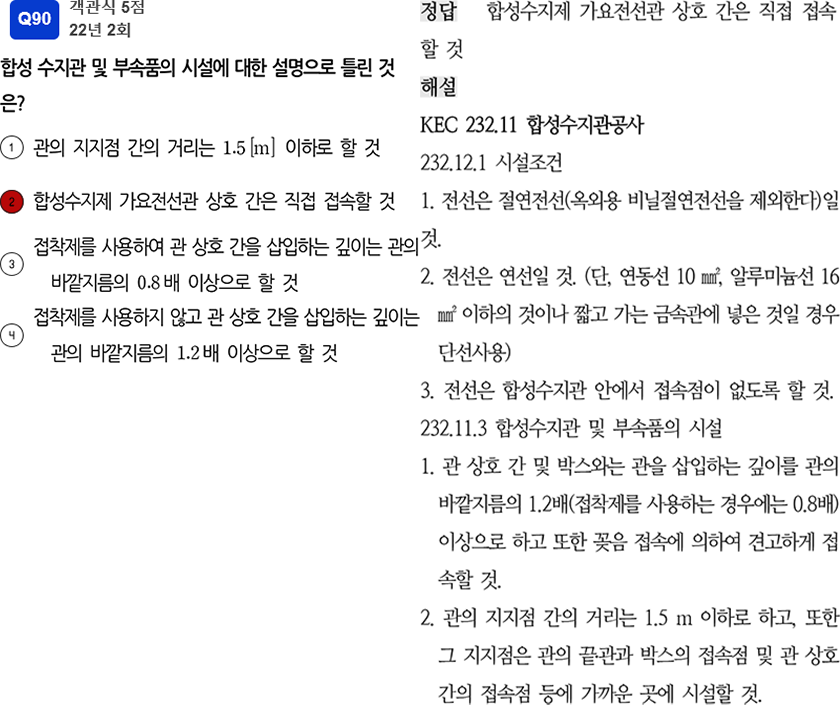 Q90
객관식 5점
22년 2회
합성 수지관 및 부속품의 시설에 대한 설명으로 틀린 것
은?
1 관의 지지점 간의 거리는 1.5[m] 이하로 할 것
2 합성수지제 가요전선관 상호 간은 직접 접속할 것
3 접착제를 사용하여 관 상호 간을 삽입하는 깊이는 관의
바깥지름의 0.8배 이상으로 할 것
4 접착제를 사용하지 않고 관 상호 간을 삽입하는 깊이는
관의 바깥지름의 1.2배 이상으로 할 것
정답 합성수지제 가요전선관 상호 간은 직접 접속
할 것
해설
KEC 232.11 합성수지관공사
232.12.1 시설조건
1. 전선은 절연전선(옥외용 비닐절연전선을 제외한다)일
것.
2. 전선은 연선일 것. (단, 연동선 10 ㎟, 알루미늄선 16
㎟ 이하의 것이나 짧고 가는 금속관에 넣은 것일 경우
단선사용)
3. 전선은 합성수지관 안에서 접속점이 없도록 할 것.
232.11.3 합성수지관 및 부속품의 시설
1. 관 상호 간 및 박스와는 관을 삽입하는 깊이를 관의
바깥지름의 1.2배(접착제를 사용하는 경우에는 0.8배)
이상으로 하고 또한 꽂음 접속에 의하여 견고하게 접
속할 것.
2. 관의 지지점 간의 거리는 1.5 m 이하로 하고, 또한
그 지지점은 관의 끝·관과 박스의 접속점 및 관 상호
간의 접속점 등에 가까운 곳에 시설할 것.